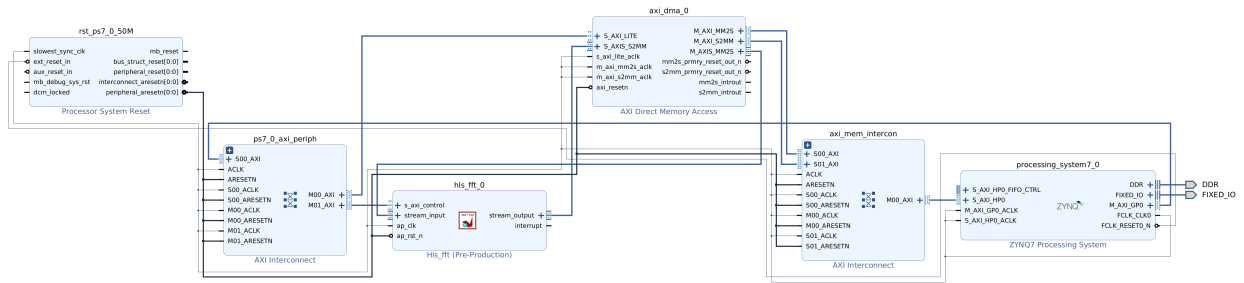 rst_ps7_0_50M
slowest_sync_clk
ext_reset_in
aux_reset_in
mb_debug_sys_rst
dcm_locked
mb_reset
bus_struct_reset[0:0]
peripheral_reset[0:0]
interconnect_aresetn[0:0]
peripheral_aresetn[0:0]
Processor System Reset
ps7_0_axi_periph
S00_AXI
ACLK
ARESETN
S00_ACLK
S00_ARESETN
M00_ACLK
M00_ARESETN
M01_ACLK
M01_ARESETN
M00_AXI
M01_AXI
AXI Interconnect
hls_fft_0
s_axi_control
stream_input
ap_clk
ap_rst_n
stream_output
interrupt
Hls_fft (Pre-Production)
axi_dma_0
S_AXI_LITE
S_AXIS_S2MM
s_axi_lite_aclk
m_axi_mm2s_aclk
m_axi_s2mm_aclk
axi_resetn
M_AXI_MM2S
M_AXI_S2MM
M_AXIS_MM2S
mm2s_prmry_reset_out_n
s2mm_prmry_reset_out_n
mm2s_introut
s2mm_introut
AXI Direct Memory Access
axi_mem_intercon
S00_AXI
S01_AXI
ACLK
ARESETN
S00_ACLK
S00_ARESETN
M00_ACLK
M00_ARESETN
S01_ACLK
S01_ARESETN
M00_AXI
AXI Interconnect
processing_system7_0
S_AXI_HP0_FIFO_CTRL
S_AXI_HP0
M_AXI_GP0_ACLK
S_AXI_HP0_ACLK
ZYNQ
DDR
FIXED_IO
M_AXI_GP0
FCLK_CLK0
FCLK_RESET0_N
ZYNQ7 Processing System
DDR
FIXED_IO